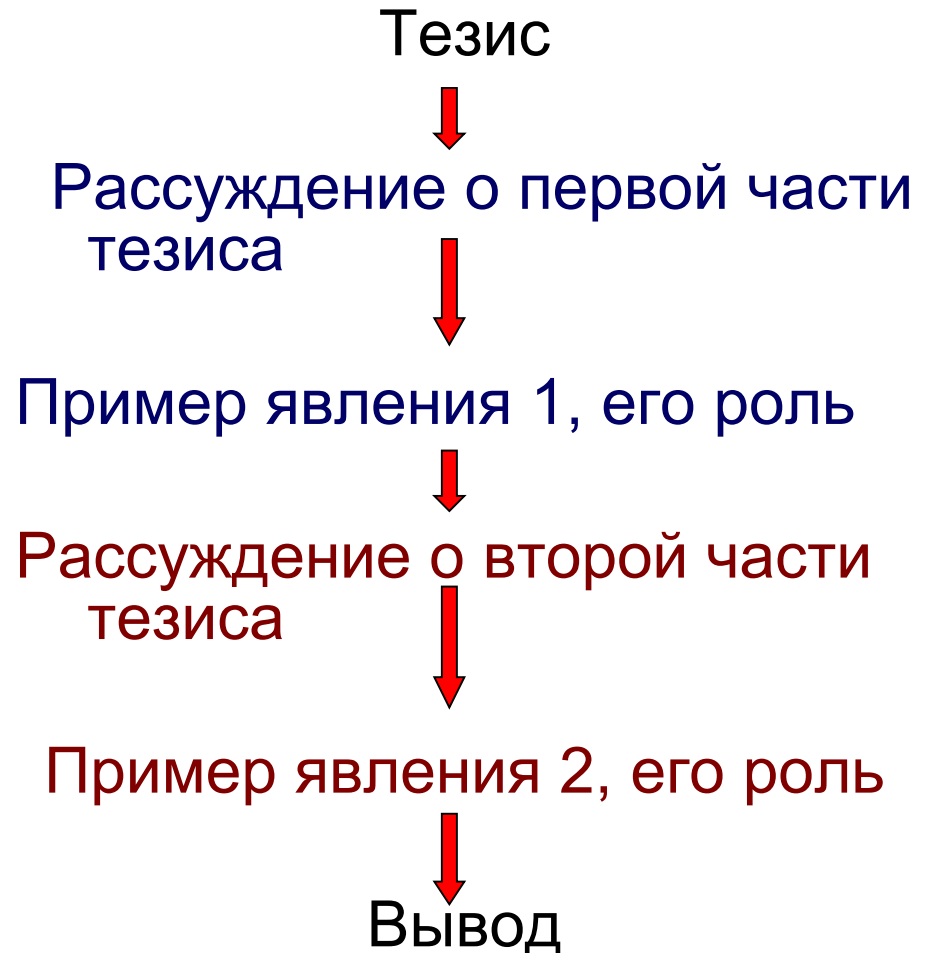 Тезис
Рассуждение о первой части
тезиса
Пример явления 1, его роль
Рассуждение о второй части
тезиса
Пример явления 2, его роль
Вывод